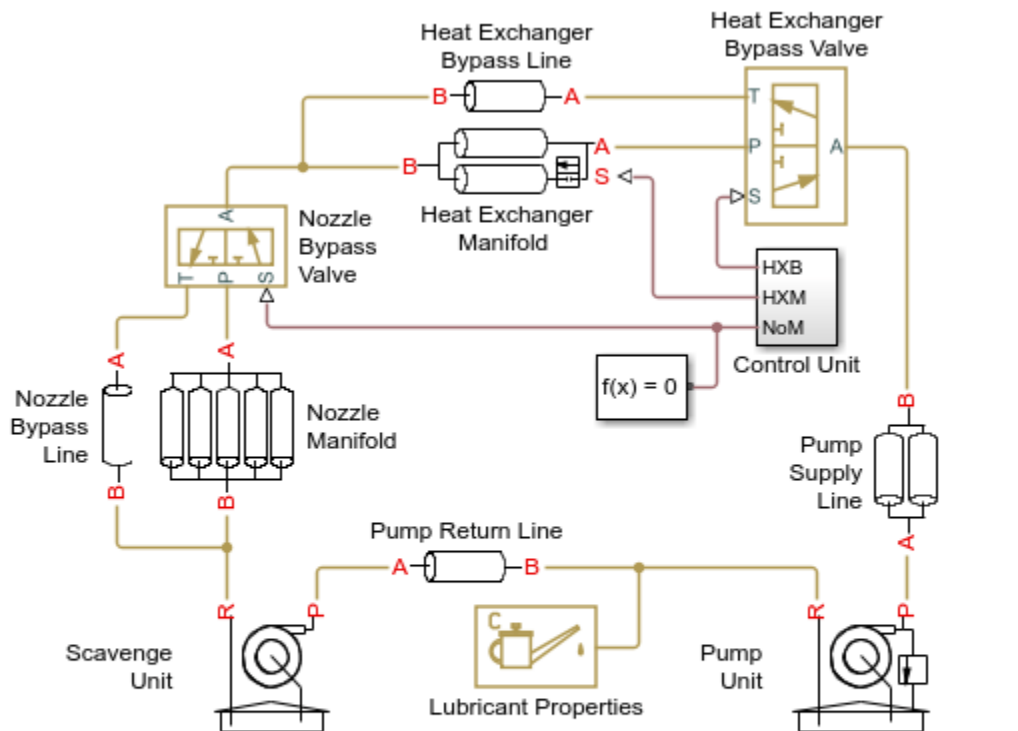 Heat Exchanger
Bypass Line
Heat Exchanger
Bypass Valve
B
A
T
B
A
P
A
S
S
Heat Exchanger
Manifold
A
Nozzle
Bypass
Valve
T
P
S
HXB
HXM
NoM
Control Unit
f(x) = 0
A
A
Nozzle
Bypass
Line
Nozzle
Manifold
B
B
B
Pump
Supply
Line
A
Pump Return Line
A
B
R
P
R
P
C
Scavenge
Unit
Pump
Unit
Lubricant Properties